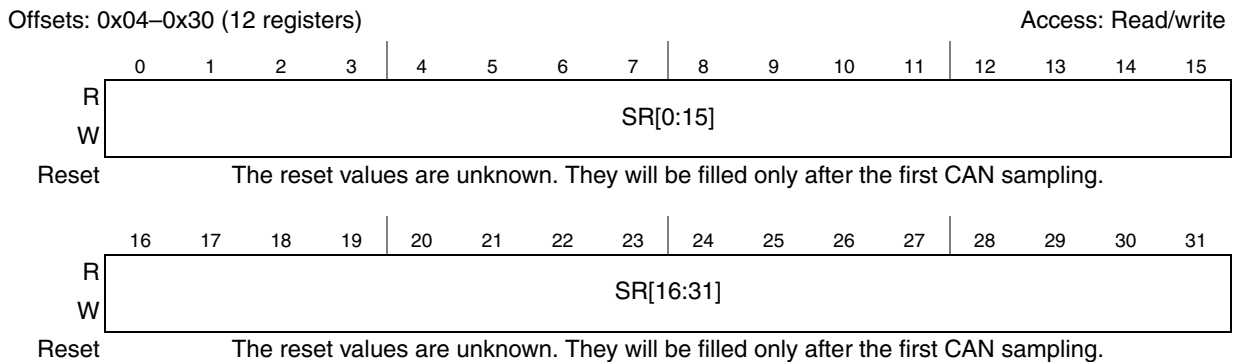 Offsets: 0x04–0x30 (12 registers) Access: Read/write
0 1 2 3 4 5 6 7 8 9 10 11 12 13 14 15
R
SR[0:15]
W
Reset The reset values are unknown. They will be filled only after the first CAN sampling.
16 17 18 19 20 21 22 23 24 25 26 27 28 29 30 31
R
SR[16:31]
W
Reset The reset values are unknown. They will be filled only after the first CAN sampling.